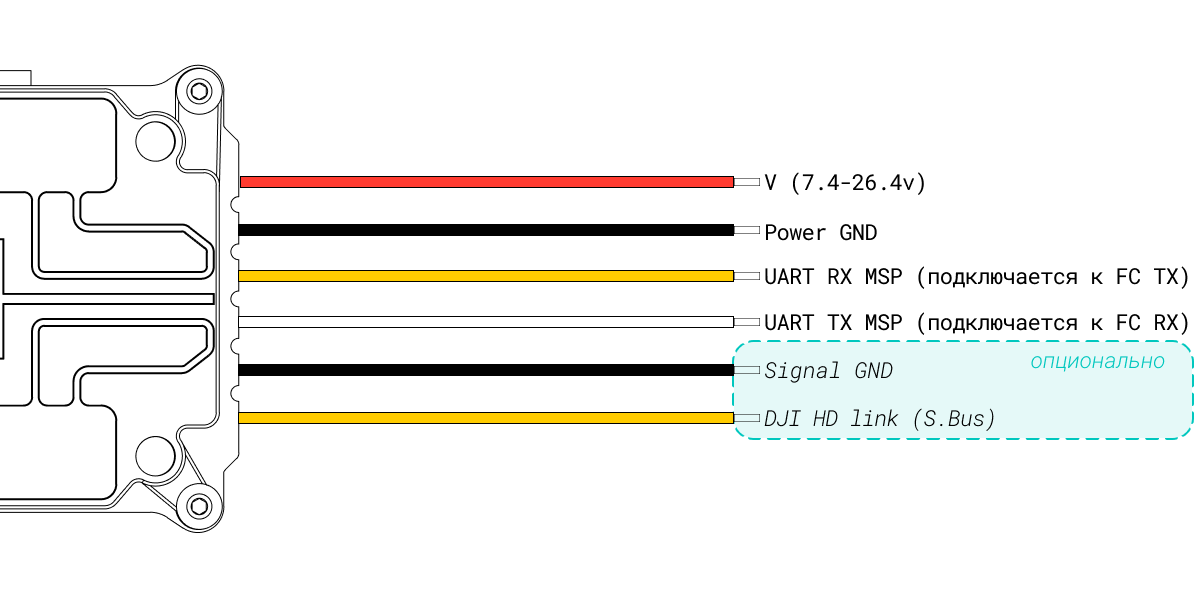 V (7.4-26.4v)
Power GND
UART RX MSP (подключается к FC TX)
UART TX MSP (подключается к FC RX)
опционально
Signal GND
DJI HD link (S.Bus)